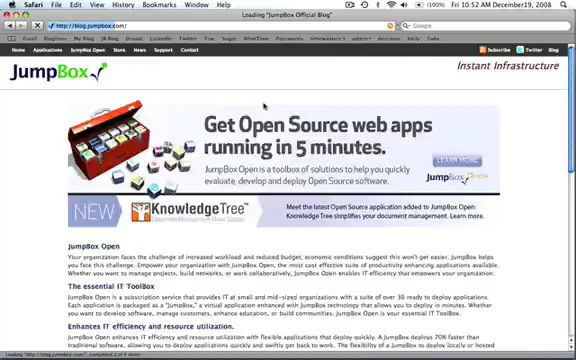 Safari File Edit View History Bookmarks Window Help
(100%) Fri 10:52 AM December 19, 2008
Loading "JumpBox Official Blog"
http://blog.jumpbox.com/
Google
Home Applications JumpBox Open News Support Contact
Subscribe Twitter Blog
JumpBox
Instant Infrastructure
Get Open Source web apps
running in 5 minutes.
JumpBox Open is a toolbox of solutions to help you quickly
evaluate, develop and deploy Open Source software.
LEARN MORE
JumpBox
NEW
KnowledgeTree
Meet the latest Open Source application added to JumpBox Open:
KnowledgeTree simplifies your document management. Learn more.
JumpBox Open
Your organization faces the challenge of increased workload and reduced budget; economic conditions suggest this won't get easier. JumpBox helps
you face this challenge. Empower your organization with JumpBox Open, the most cost effective suite of productivity enhancing applications available.
Whether you want to manage projects, build networks, or work collaboratively, JumpBox Open enables IT efficiency that empowers your organization.
The essential IT ToolBox
JumpBox Open is a subscription service that provides IT at small and mid-sized organizations with a suite of over 30 ready to deploy applications.
Each application is packaged as a "JumpBox," a virtual application enhanced with JumpBox technology that allows you to deploy in minutes.
Whether you want to develop software, manage customers, enhance education, or build communities, JumpBox Open is your essential IT ToolBox.
Enhances IT efficiency and resource utilization.
JumpBox Open enhances IT efficiency and resource utilization. A JumpBox deploys 70% faster than
traditional software, allowing you to deploy applications quickly and swiftly get back to work. The flexibility to deploy locally or hosted
Loading "http://blog.jumpbox.com/", completed 2 of 6 items